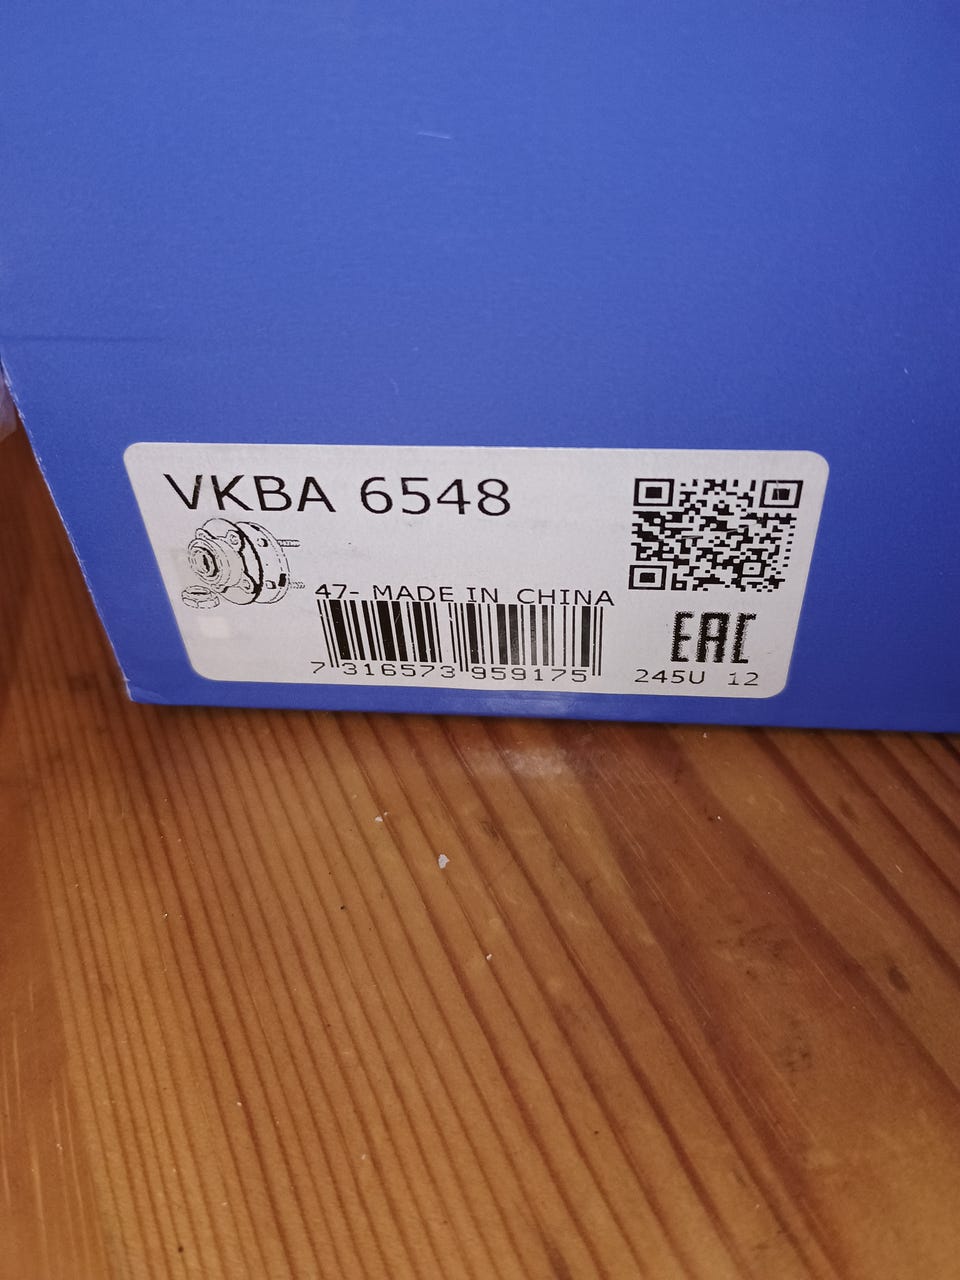 VKBA 6548
47- MADE IN CHINA
7 316573 959175
EAC
245U 12